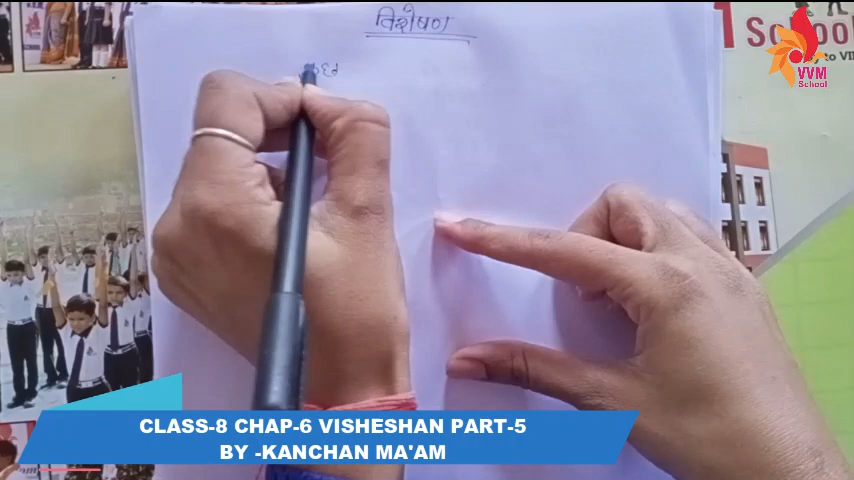 विशेषण
VVM
School
CLASS-8 CHAP-6 VISHESHAN PART-5
BY -KANCHAN MA'AM